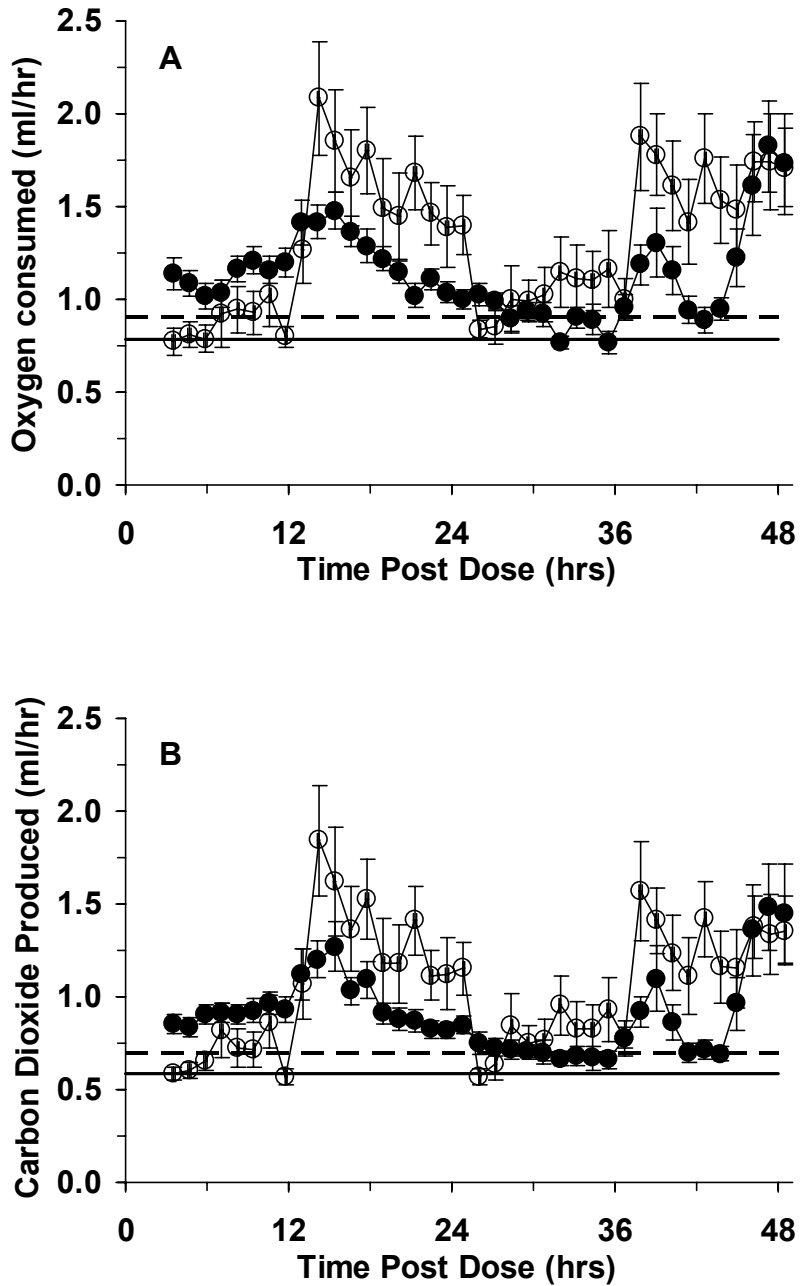 A
Oxygen consumed (ml/hr)
2.5
2.0
1.5
1.0
0.5
0.0
0 12 24 36 48
Time Post Dose (hrs)
B
Carbon Dioxide Produced (ml/hr)
2.5
2.0
1.5
1.0
0.5
0.0
0 12 24 36 48
Time Post Dose (hrs)